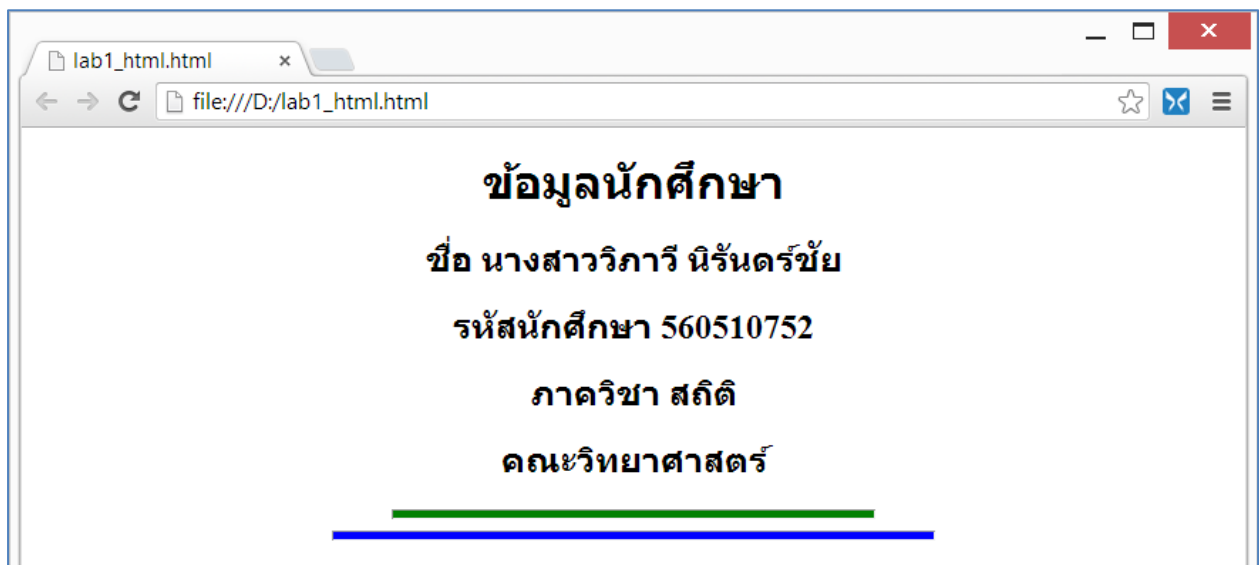 lab1_html.html
file:///D:/lab1_html.html
ข้อมูลนักศึกษา
ชื่อ นางสาววิภาวี นิรันดร์ชัย
รหัสนักศึกษา 560510752
ภาควิชา สถิติ
คณะวิทยาศาสตร์